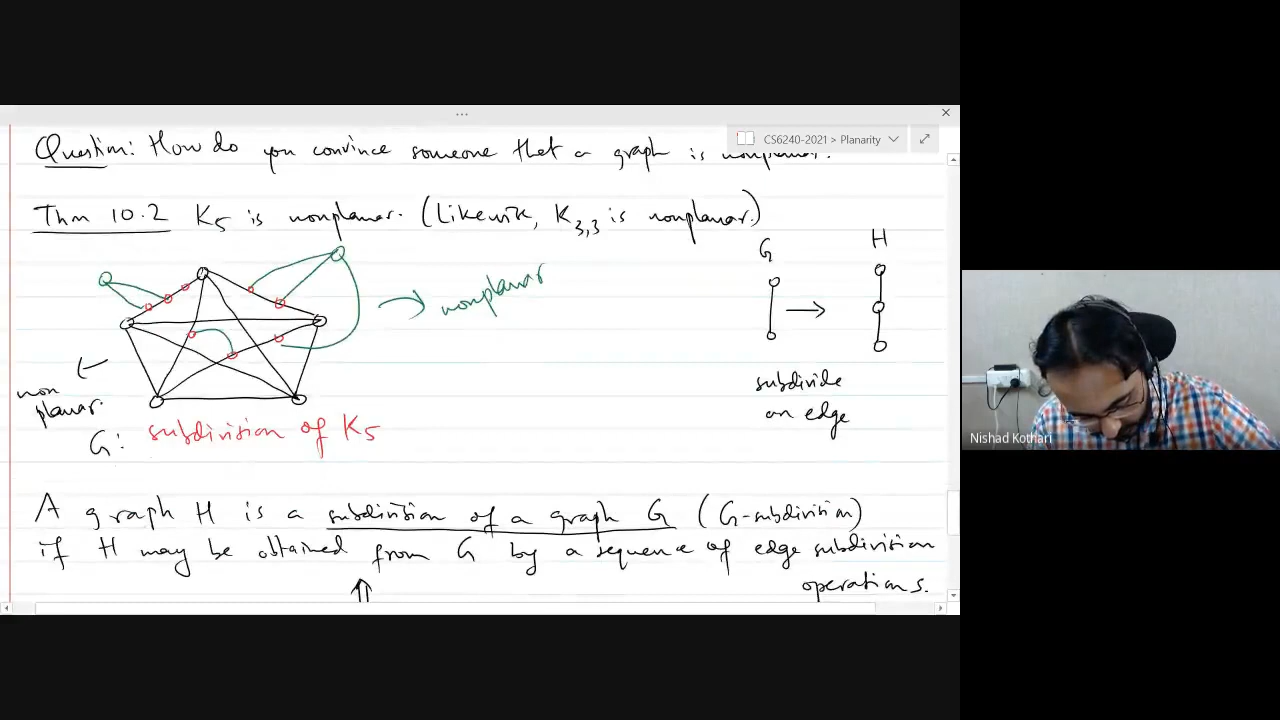 Question: How do you convince someone that a graph is nonplanar.
CS6240-2021 > Planarity
Thm 10.2 K5 is nonplanar. (Likewise, K3,3 is nonplanar.)
G H
nonplanar
non
planar.
subdivide
an edge
G: subdivision of K5
A graph H is a subdivision of a graph G (G-subdivision)
if H may be obtained from G by a sequence of edge subdivision
operations.
Nishad Kothari